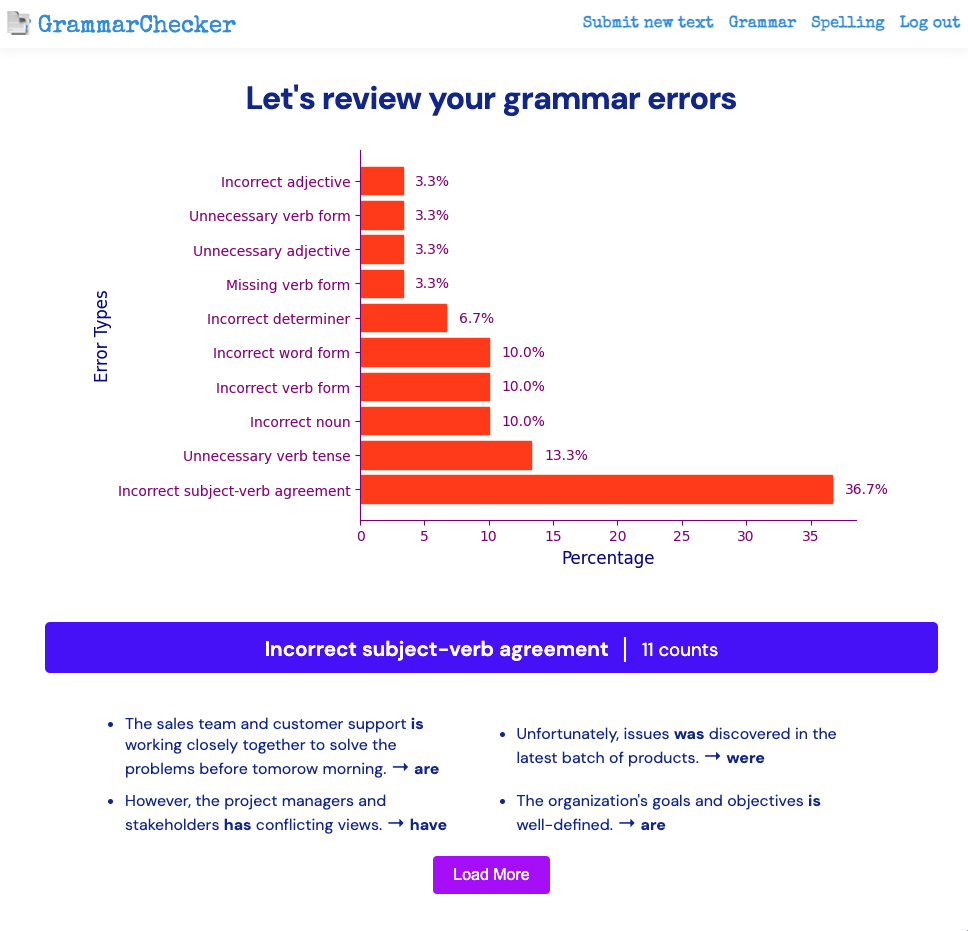 GrammarChecker
Submit new text Grammar Spelling Log out
Let's review your grammar errors
Error Types
Incorrect adjective 3.3%
Unnecessary verb form 3.3%
Unnecessary adjective 3.3%
Missing verb form 3.3%
Incorrect determiner 6.7%
Incorrect word form 10.0%
Incorrect verb form 10.0%
Incorrect noun 10.0%
Unnecessary verb tense 13.3%
Incorrect subject-verb agreement 36.7%
0 5 10 15 20 25 30 35
Percentage
Incorrect subject-verb agreement | 11 counts
• The sales team and customer support is
working closely together to solve the
problems before tomorow morning. → are
• Unfortunately, issues was discovered in the
latest batch of products. → were
• However, the project managers and
stakeholders has conflicting views. → have
• The organization's goals and objectives is
well-defined. → are
Load More